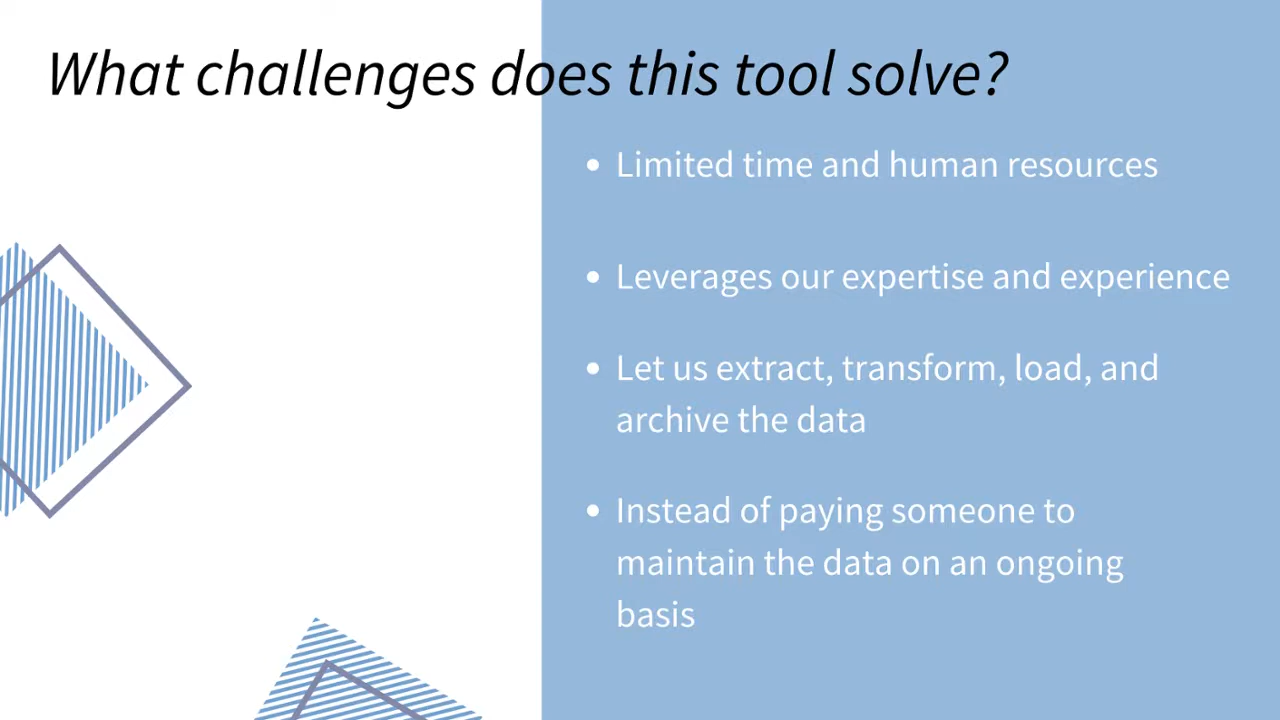 What challenges does this tool solve?
• Limited time and human resources
• Leverages our expertise and experience
• Let us extract, transform, load, and
archive the data
• Instead of paying someone to
maintain the data on an ongoing
basis